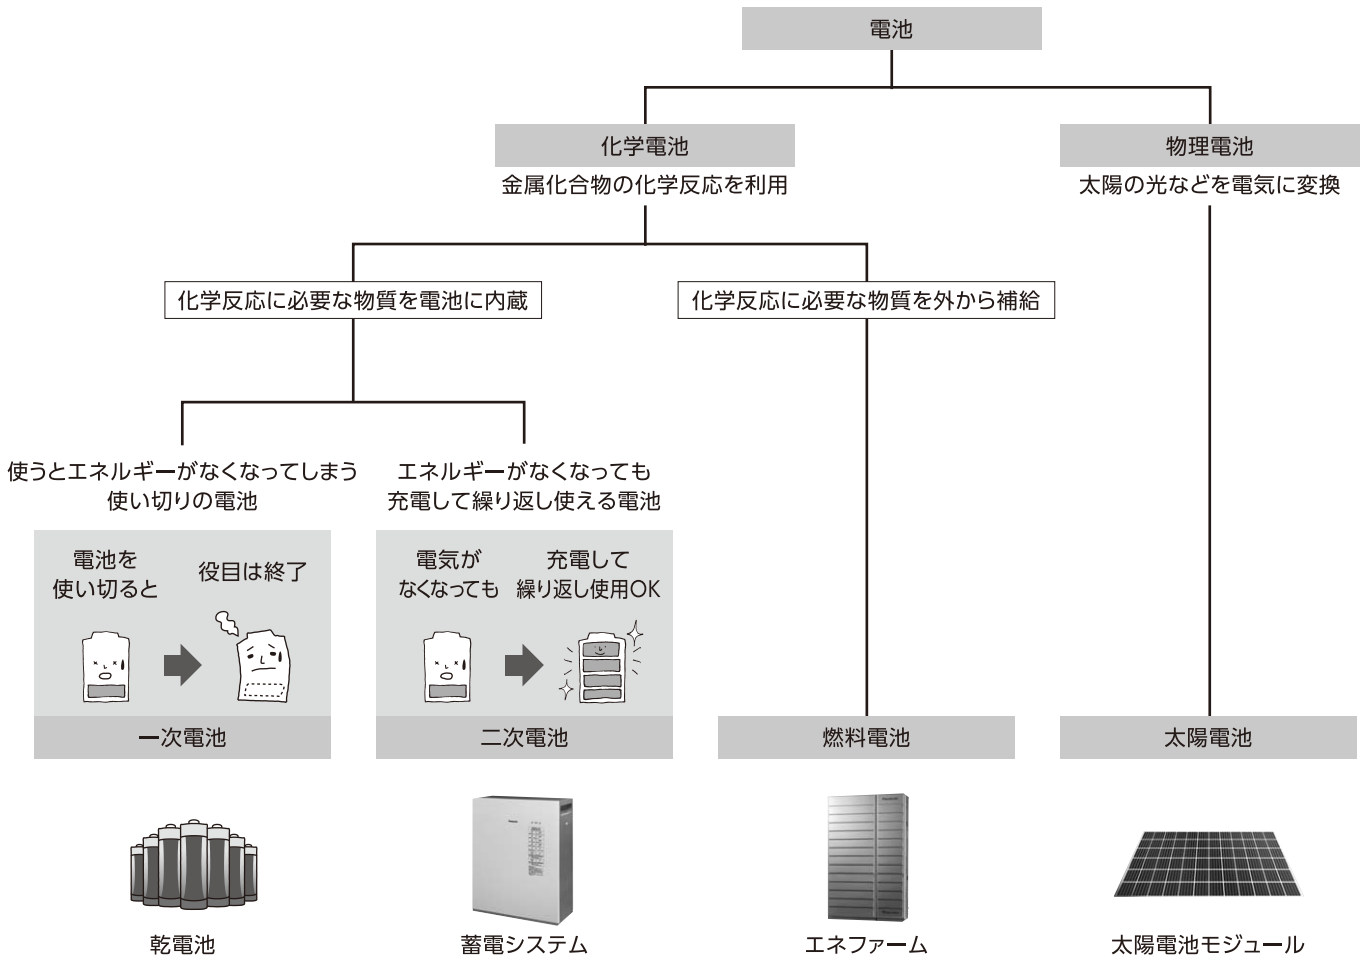 電池
化学電池
物理電池
金属化合物の化学反応を利用
太陽の光などを電気に変換
化学反応に必要な物質を電池に内蔵
化学反応に必要な物質を外から補給
使うとエネルギーがなくなってしまう
使い切りの電池
エネルギーがなくなっても
充電して繰り返し使える電池
電池を
使い切ると
役目は終了
電気が
なくなっても
充電して
繰り返し使用OK
一次電池
二次電池
燃料電池
太陽電池
乾電池
蓄電システム
エネファーム
太陽電池モジュール